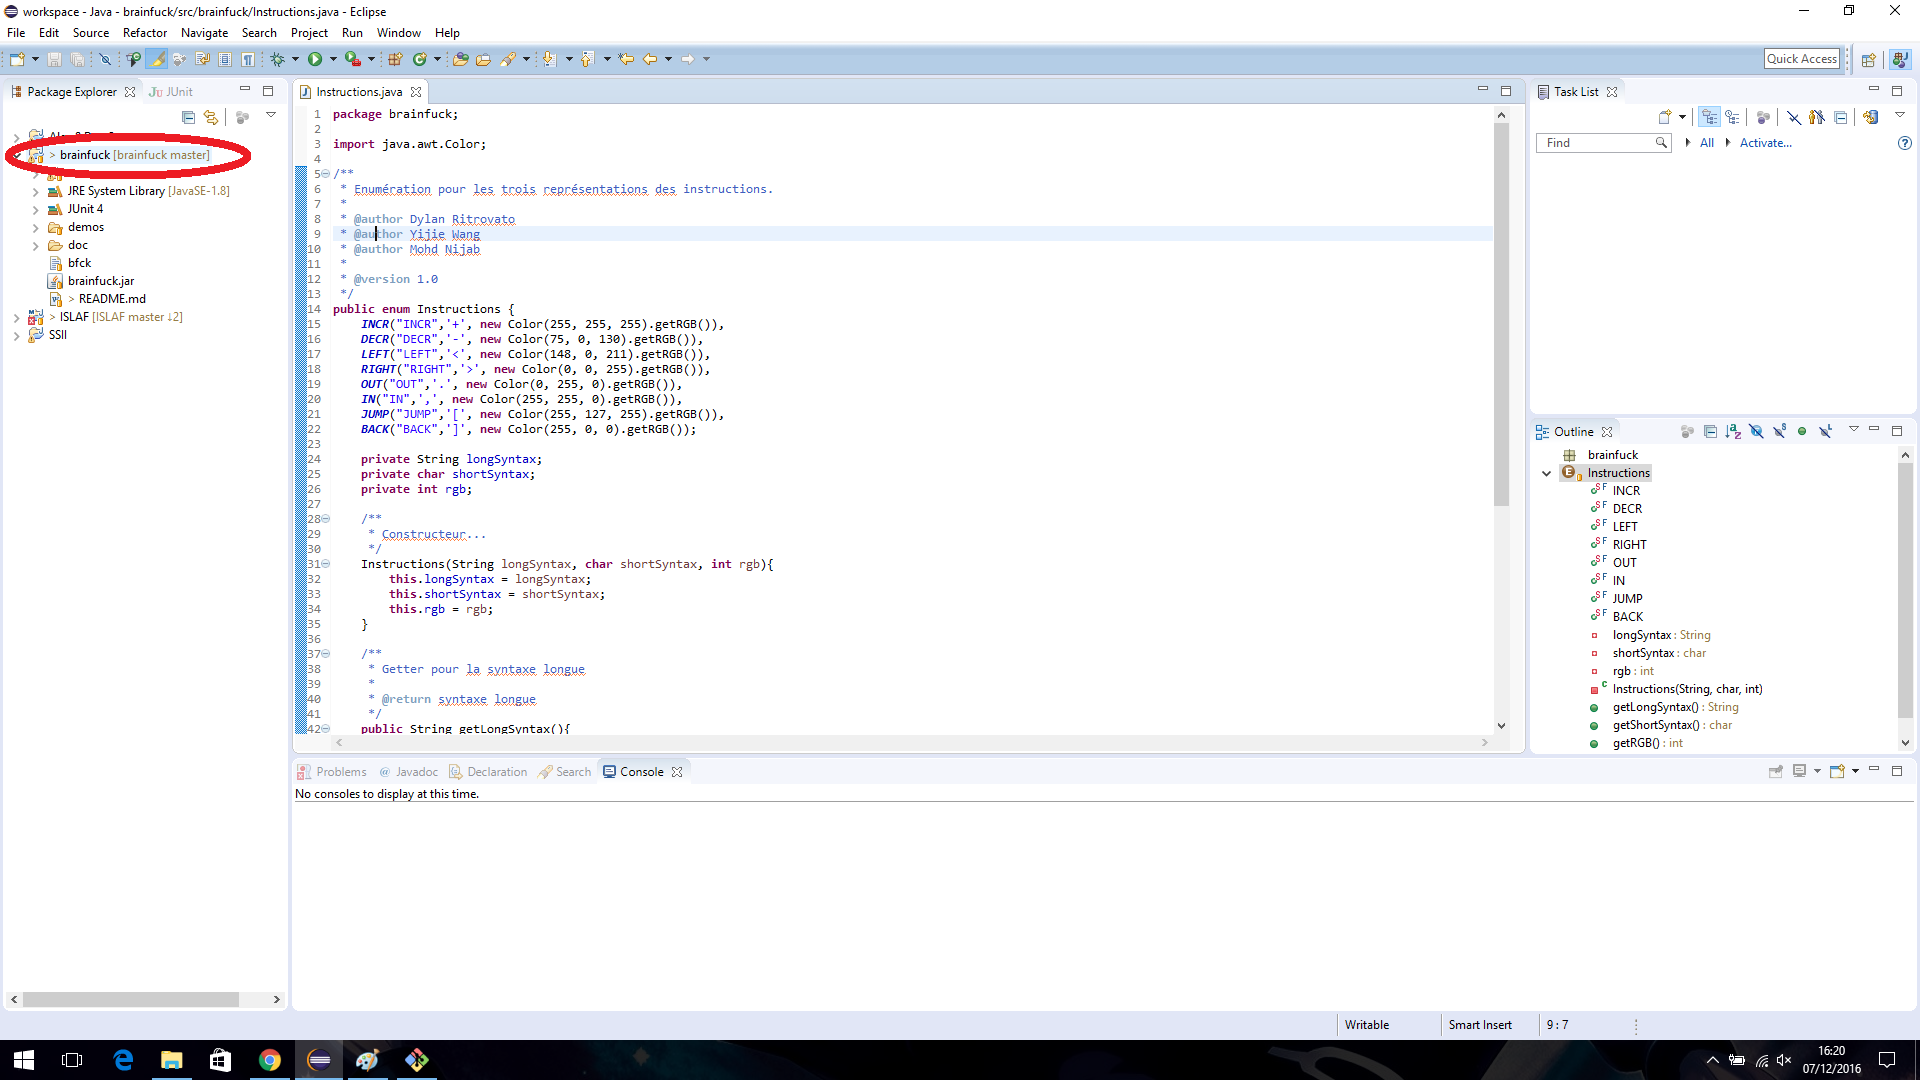 workspace - Java - brainfuck/src/brainfuck/Instructions.java - Eclipse
File Edit Source Refactor Navigate Search Project Run Window Help
Quick Access
Package Explorer
JUnit
> brainfuck [brainfuck master]
JRE System Library [JavaSE-1.8]
JUnit 4
demos
doc
bfck
brainfuck.jar
> README.md
> ISLAF [ISLAF master ↓2]
SSII
Instructions.java
1 package brainfuck;
2
3 import java.awt.Color;
4
5 /**
6 * Enumération pour les trois représentations des instructions.
7 *
8 * @author Dylan Ritrovato
9 * @author Yijie Wang
10 * @author Mohd Nijab
11 *
12 * @version 1.0
13 */
14 public enum Instructions {
15 INCR("INCR",'+', new Color(255, 255, 255).getRGB()),
16 DECR("DECR",'-', new Color(75, 0, 130).getRGB()),
17 LEFT("LEFT",'<', new Color(148, 0, 211).getRGB()),
18 RIGHT("RIGHT",'>', new Color(0, 0, 255).getRGB()),
19 OUT("OUT",'.', new Color(0, 255, 0).getRGB()),
20 IN("IN",',', new Color(255, 255, 0).getRGB()),
21 JUMP("JUMP",'[', new Color(255, 127, 255).getRGB()),
22 BACK("BACK",']', new Color(255, 0, 0).getRGB());
23
24 private String longSyntax;
25 private char shortSyntax;
26 private int rgb;
27
28 /**
29 * Constructeur...
30 */
31 Instructions(String longSyntax, char shortSyntax, int rgb){
32 this.longSyntax = longSyntax;
33 this.shortSyntax = shortSyntax;
34 this.rgb = rgb;
35 }
36
37 /**
38 * Getter pour la syntaxe longue
39 *
40 * @return syntaxe longue
41 */
42 public String getLongSyntax(){
Task List
Find
All
Activate...
Outline
brainfuck
Instructions
INCR
DECR
LEFT
RIGHT
OUT
IN
JUMP
BACK
longSyntax : String
shortSyntax : char
rgb : int
Instructions(String, char, int)
getLongSyntax() : String
getShortSyntax() : char
getRGB() : int
Problems @ Javadoc Declaration Search Console
No consoles to display at this time.
Writable Smart Insert 9 : 7
16:20
07/12/2016